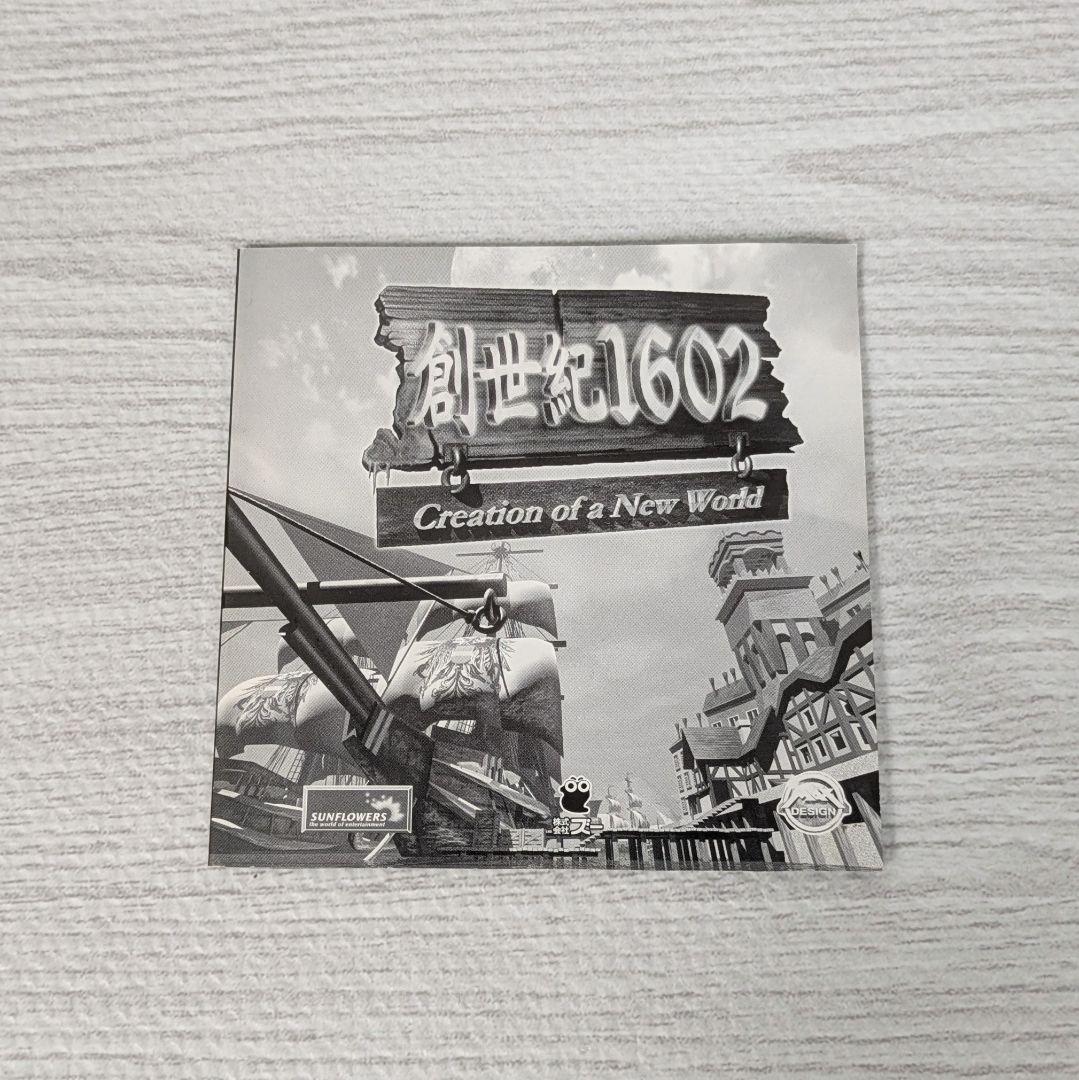 創世紀1602
Creation of a New World
SUNFLOWERS
the world of entertainment
株式
会社
ズー
DESIGN